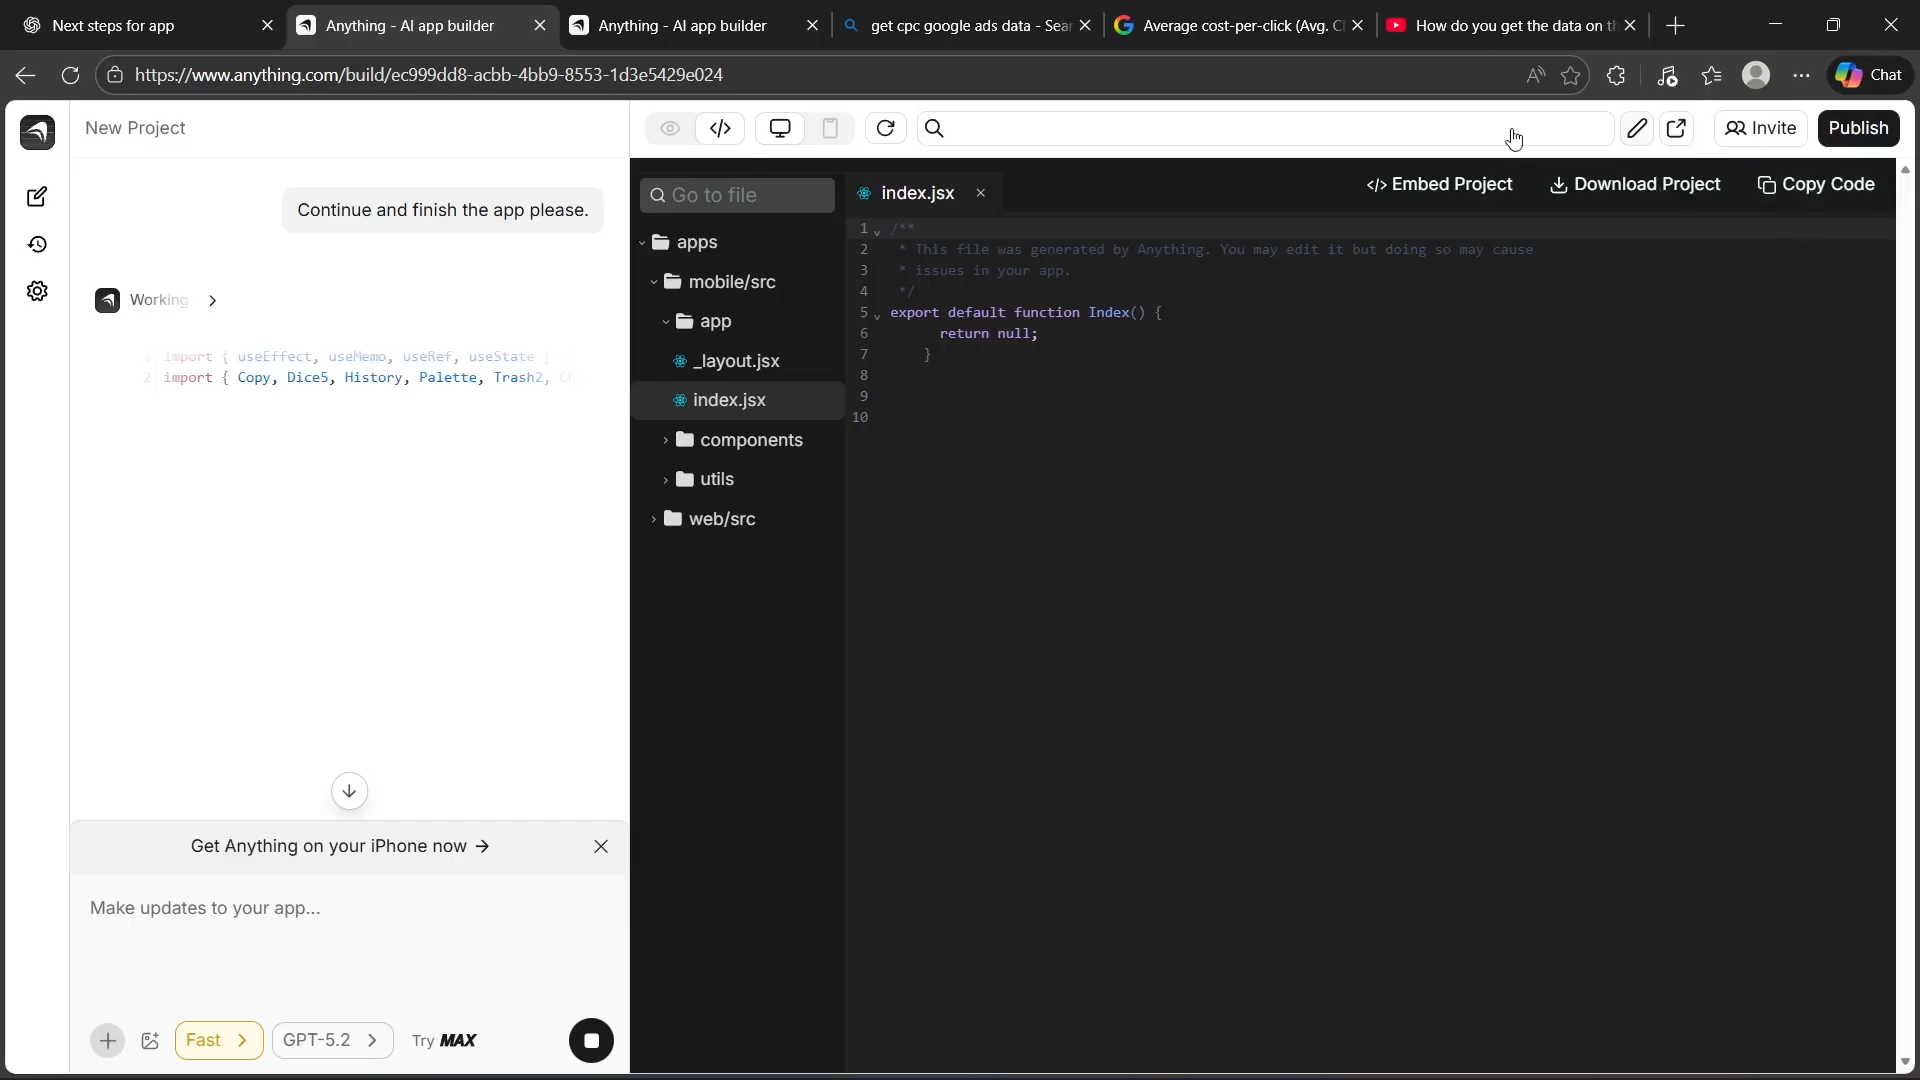 Next steps for app
Anything - AI app builder
Anything - AI app builder
get cpc google ads data - Sear
Average cost-per-click (Avg. C
How do you get the data on th
https://www.anything.com/build/ec999dd8-acbb-4bb9-8553-1d3e5429e024
Chat
New Project
Invite
Publish
Continue and finish the app please.
Working
1 import { useEffect, useMemo, useRef, useState }
2 import { Copy, Dice5, History, Palette, Trash2,
Get Anything on your iPhone now →
Make updates to your app...
Fast
GPT-5.2
Try MAX
Go to file
apps
mobile/src
app
_layout.jsx
index.jsx
components
utils
web/src
index.jsx
</> Embed Project
Download Project
Copy Code
1 /**
2 * This file was generated by Anything. You may edit it but doing so may cause
3 * issues in your app.
4 */
5 export default function Index() {
6 return null;
7 }
8
9
10